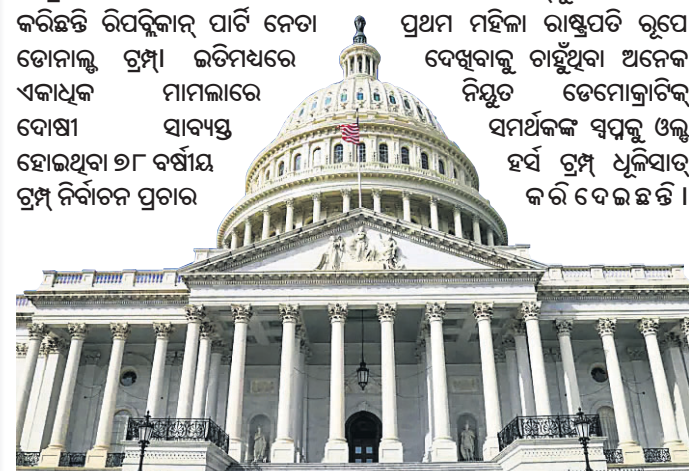 କରିଛନ୍ତି ରିପବ୍ଲିକାନ୍ ପାର୍ଟି ନେତା
ଡୋନାଲ୍ଡ ଟ୍ରମ୍ପ୍। ଇତିମଧ୍ୟରେ
ଏକାଧିକ ମାମଲାରେ
ଦୋଷୀ ସାବ୍ୟସ୍ତ
ହୋଇଥିବା ୭୮ ବର୍ଷୀୟ
ଟ୍ରମ୍ପ୍ ନିର୍ବାଚନ ପ୍ରଚାର
ପ୍ରଥମ ମହିଳା ରାଷ୍ଟ୍ରପତି ରୂପେ
ଦେଖିବାକୁ ଚାହୁଁଥିବା ଅନେକ
ନିୟୁତ ଡେମୋକ୍ରାଟିକ୍
ସମର୍ଥକଙ୍କ ସ୍ୱପ୍ନକୁ ଓଲ୍ଡ
ହର୍ସ ଟ୍ରମ୍ପ୍ ଧୂଳିସାତ୍
କରିଦେଇଛନ୍ତି।